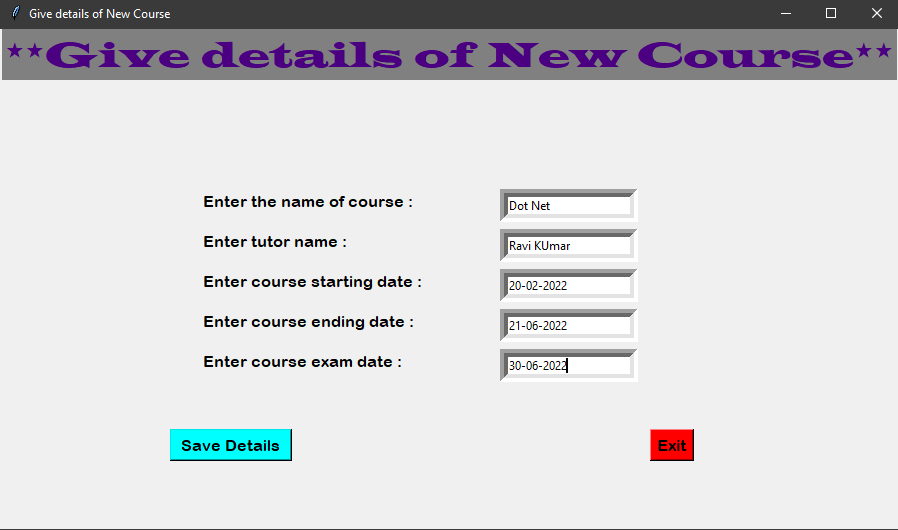 Give details of New Course
**Give details of New Course**
Enter the name of course : Dot Net
Enter tutor name : Ravi KUmar
Enter course starting date : 20-02-2022
Enter course ending date : 21-06-2022
Enter course exam date : 30-06-2022
Save Details Exit